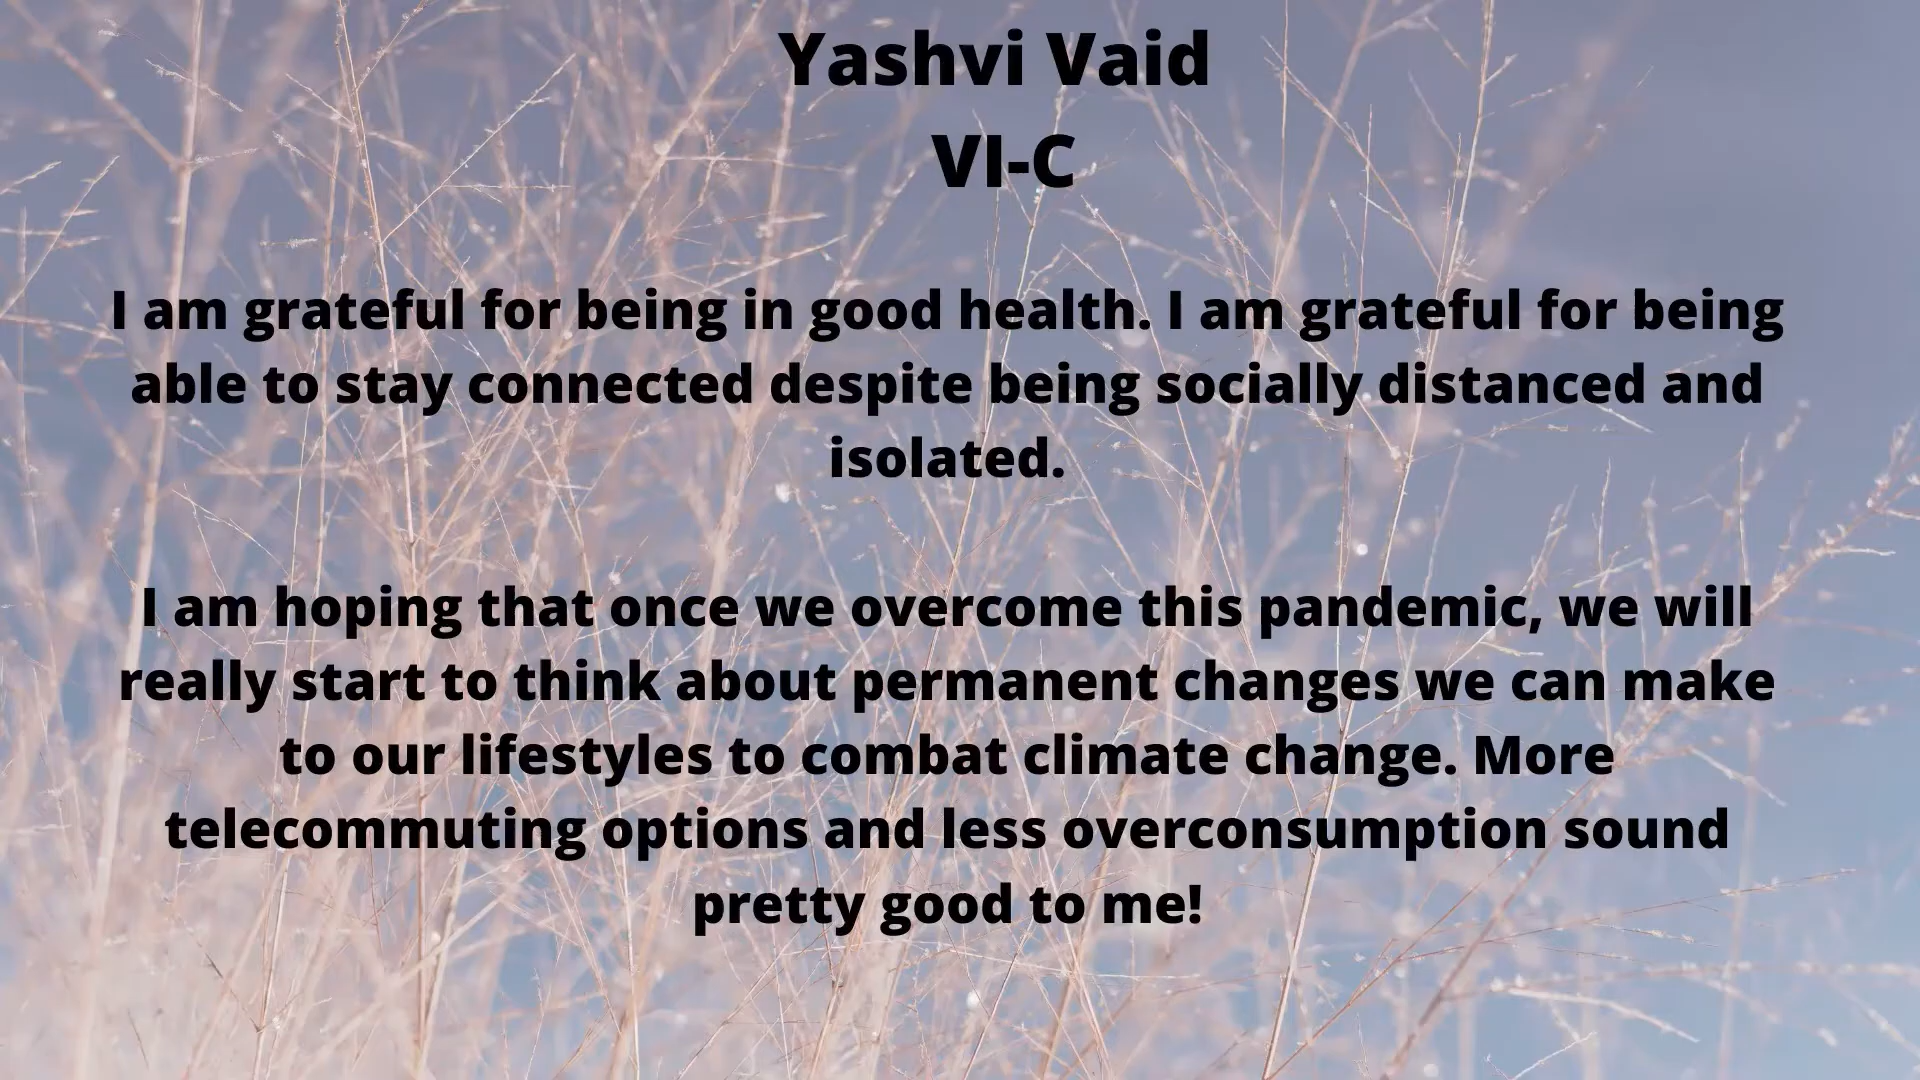 Yashvi Vaid
VI-C
I am grateful for being in good health. I am grateful for being
able to stay connected despite being socially distanced and
isolated.
I am hoping that once we overcome this pandemic, we will
really start to think about permanent changes we can make
to our lifestyles to combat climate change. More
telecommuting options and less overconsumption sound
pretty good to me!